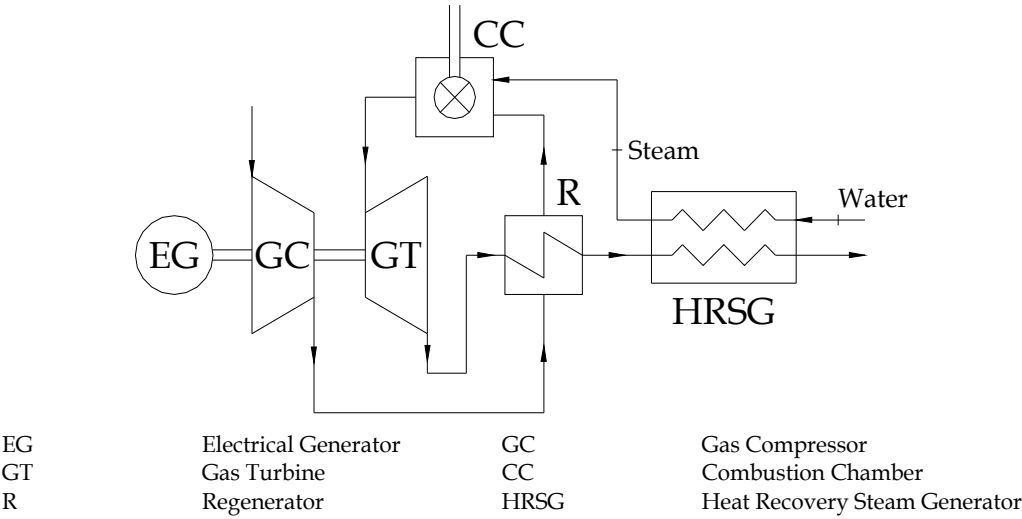 CC
Steam
R
Water
EG
GC
GT
HRSG
EG Electrical Generator GC Gas Compressor
GT Gas Turbine CC Combustion Chamber
R Regenerator HRSG Heat Recovery Steam Generator